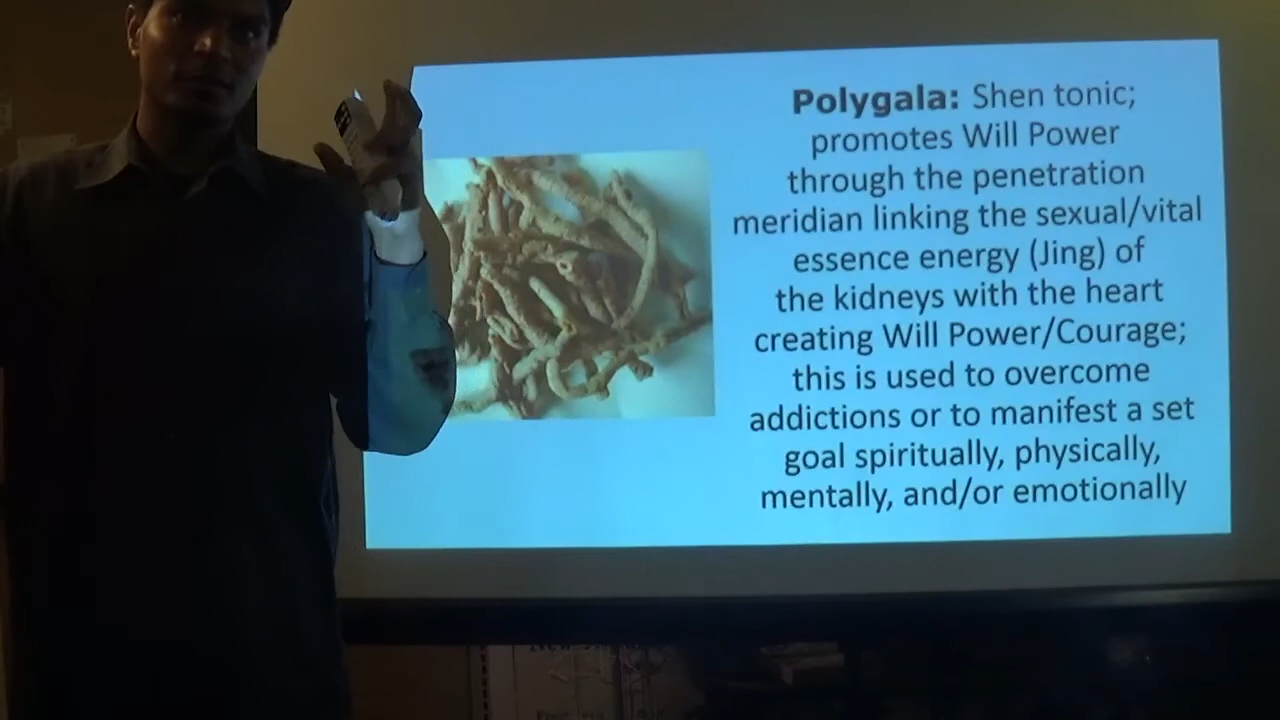 Polygala: Shen tonic;
promotes Will Power
through the penetration
meridian linking the sexual/vital
essence energy (Jing) of
the kidneys with the heart
creating Will Power/Courage;
this is used to overcome
addictions or to manifest a set
goal spiritually, physically,
mentally, and/or emotionally